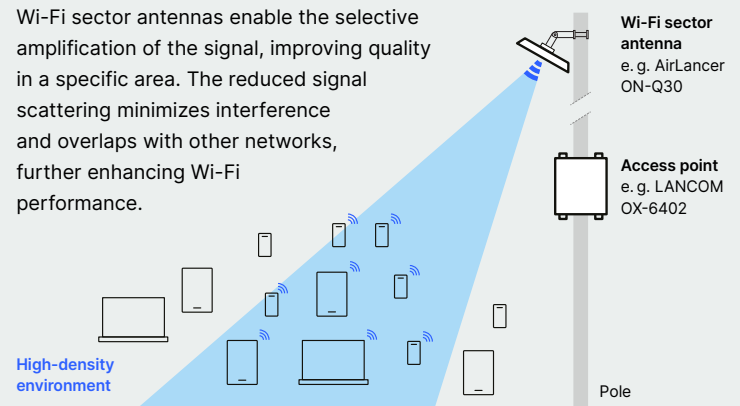 Wi-Fi sector antennas enable the selective
amplification of the signal, improving quality
in a specific area. The reduced signal
scattering minimizes interference
and overlaps with other networks,
further enhancing Wi-Fi
performance.
Wi-Fi sector
antenna
e. g. AirLancer
ON-Q30
Access point
e. g. LANCOM
OX-6402
High-density
environment
Pole